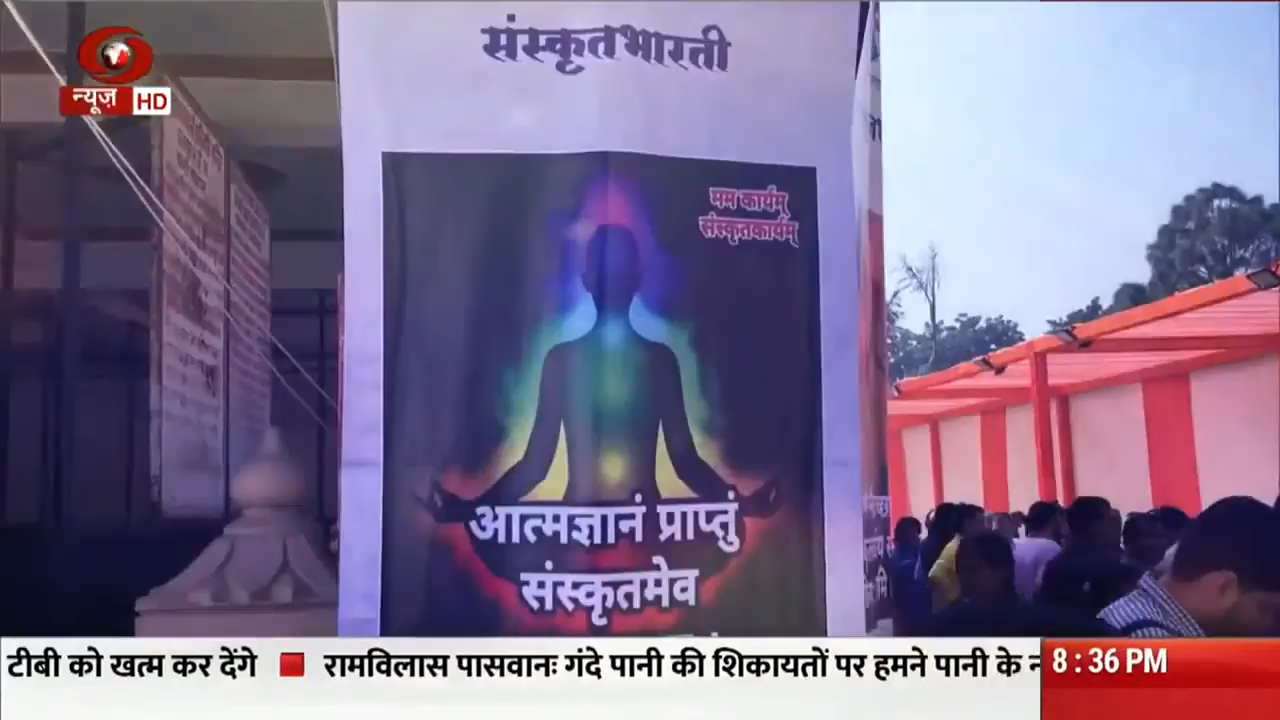 संस्कृतभारती
न्यूज़ HD
मम कार्यम्
संस्कृतकार्यम्
आत्मज्ञानं प्राप्तुं
संस्कृतमेव
टीबी को खत्म कर देंगे
रामविलास पासवानः गंदे पानी की शिकायतों पर हमने पानी के
8 : 36 PM